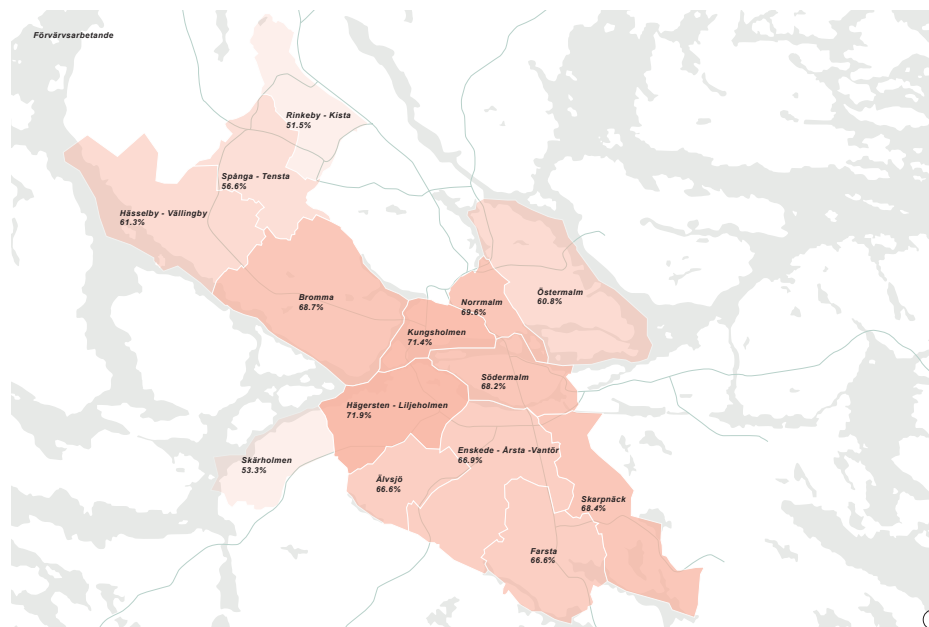 Förvärvsarbetande
Rinkeby - Kista
51.5%
Spånga - Tensta
56.6%
Hässelby - Vällingby
61.3%
Bromma
68.7%
Östermalm
60.8%
Norrmalm
69.6%
Kungsholmen
71.4%
Södermalm
68.2%
Hägersten - Liljeholmen
71.9%
Enskede - Årsta -Vantör
66.9%
Skärholmen
53.3%
Älvsjö
66.6%
Skarpnäck
68.4%
Farsta
66.6%